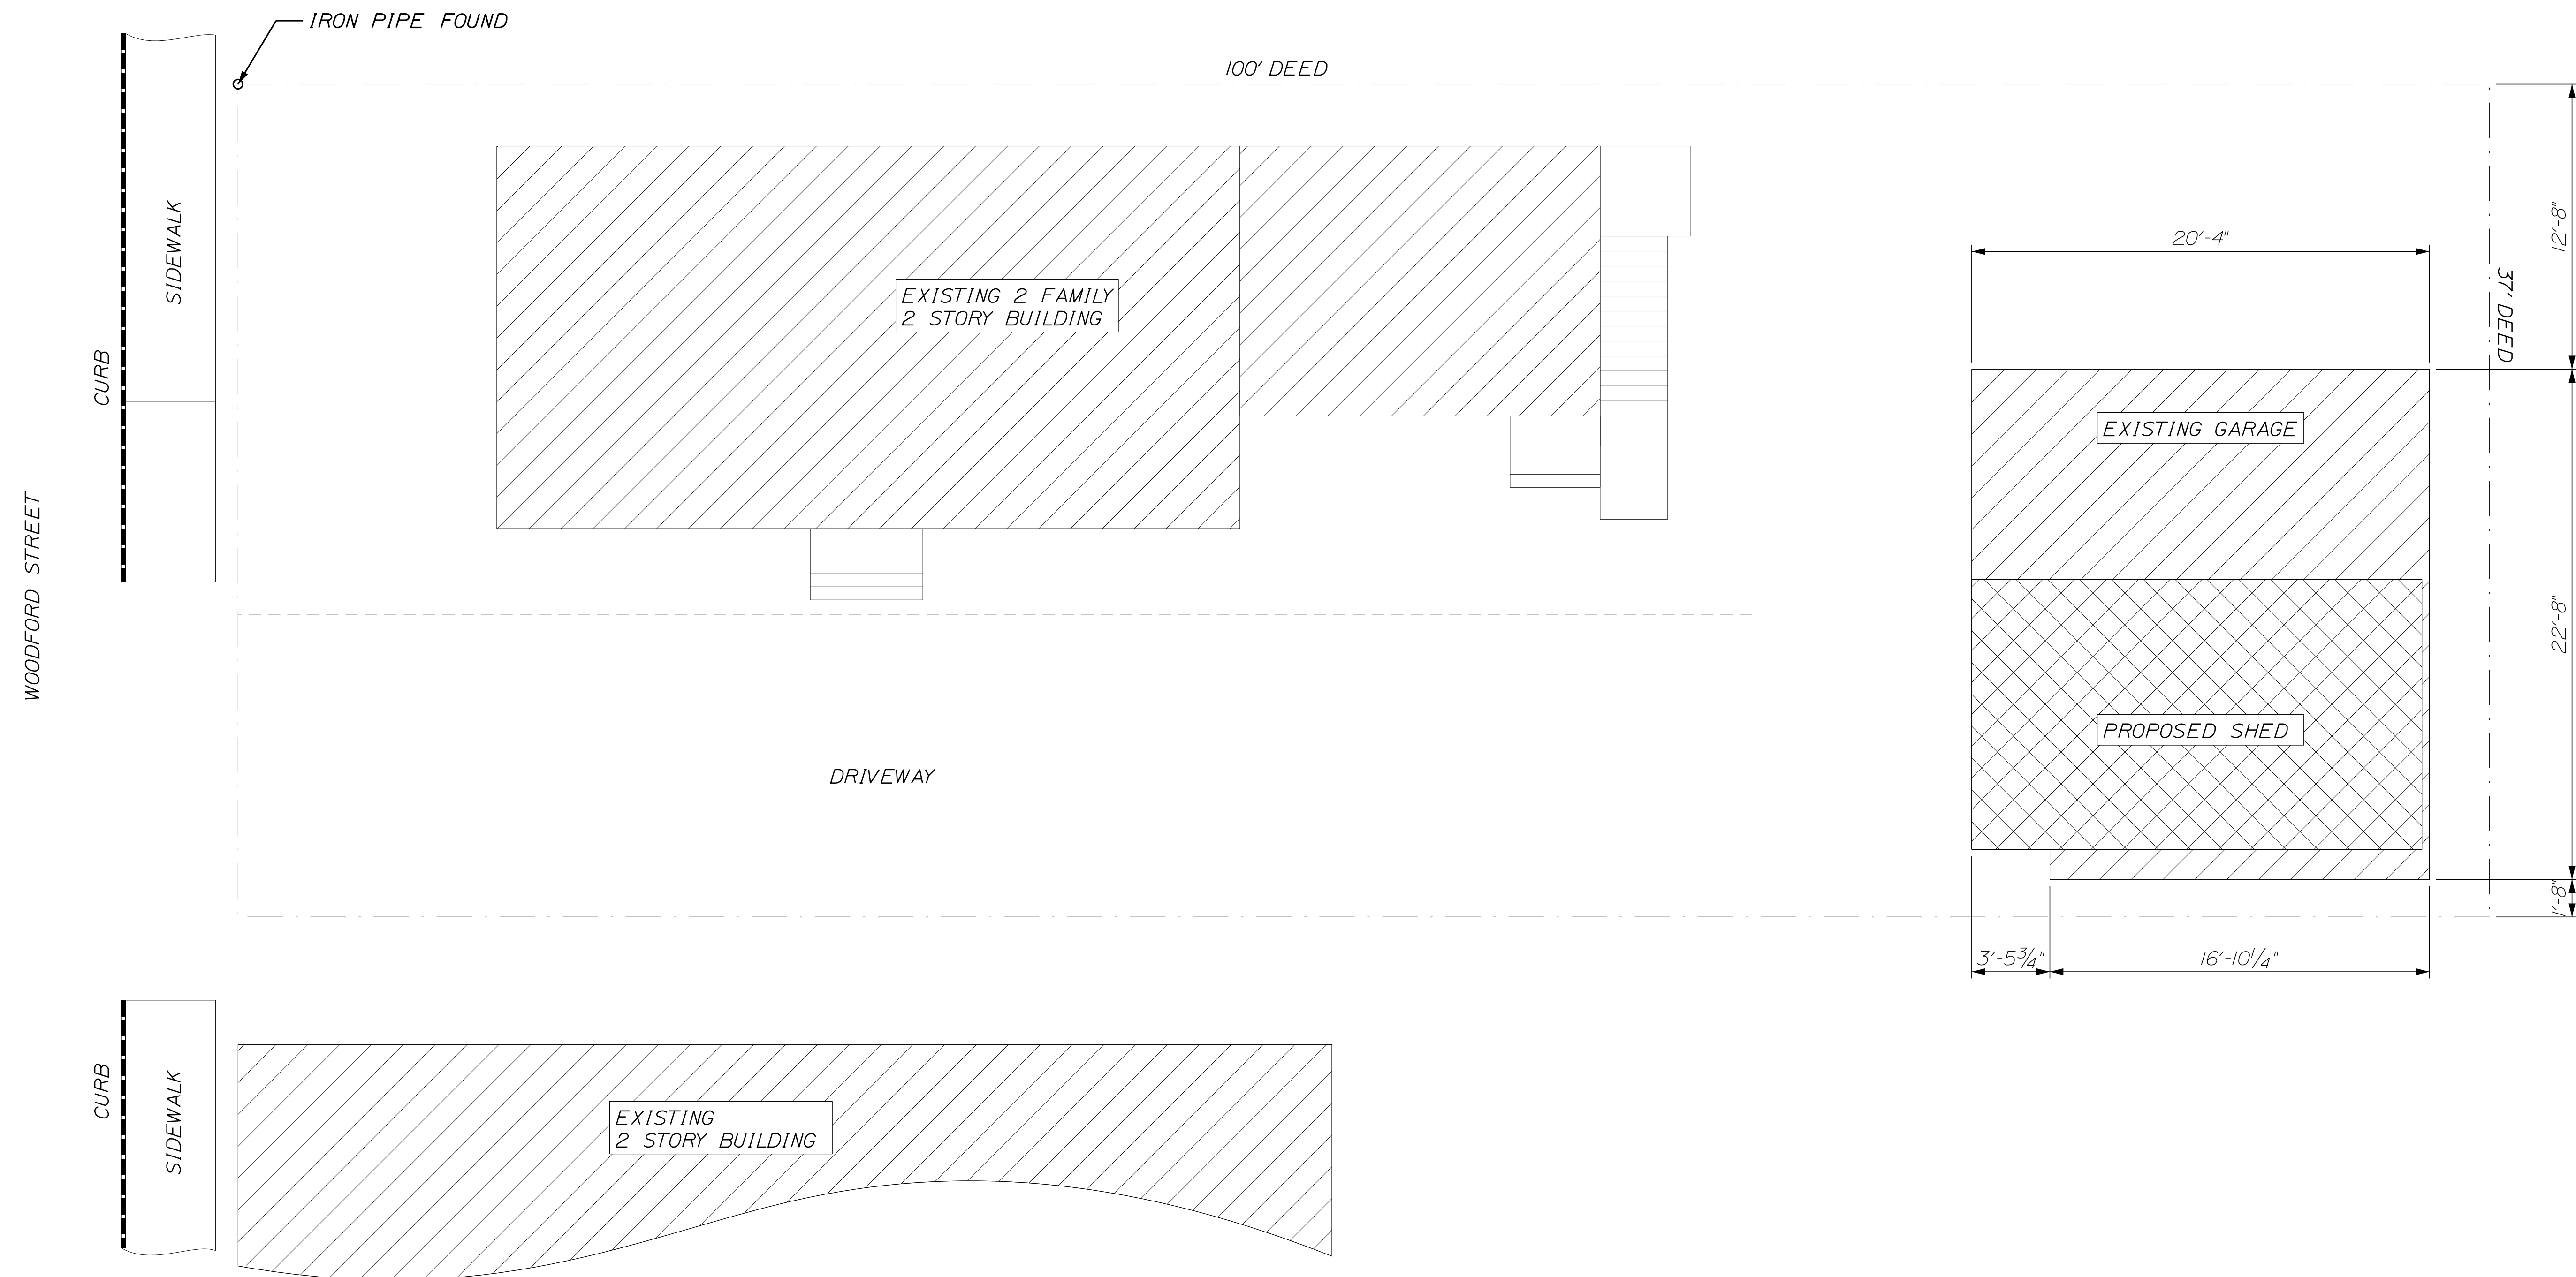 IRON PIPE FOUND
100' DEED
SIDEWALK
CURB
WOODFORD STREET
EXISTING 2 FAMILY
2 STORY BUILDING
20'-4"
12'-8"
37' DEED
EXISTING GARAGE
22'-8"
PROPOSED SHED
DRIVEWAY
1'-8"
3'-5¾"
16'-10¼"
CURB
SIDEWALK
EXISTING
2 STORY BUILDING